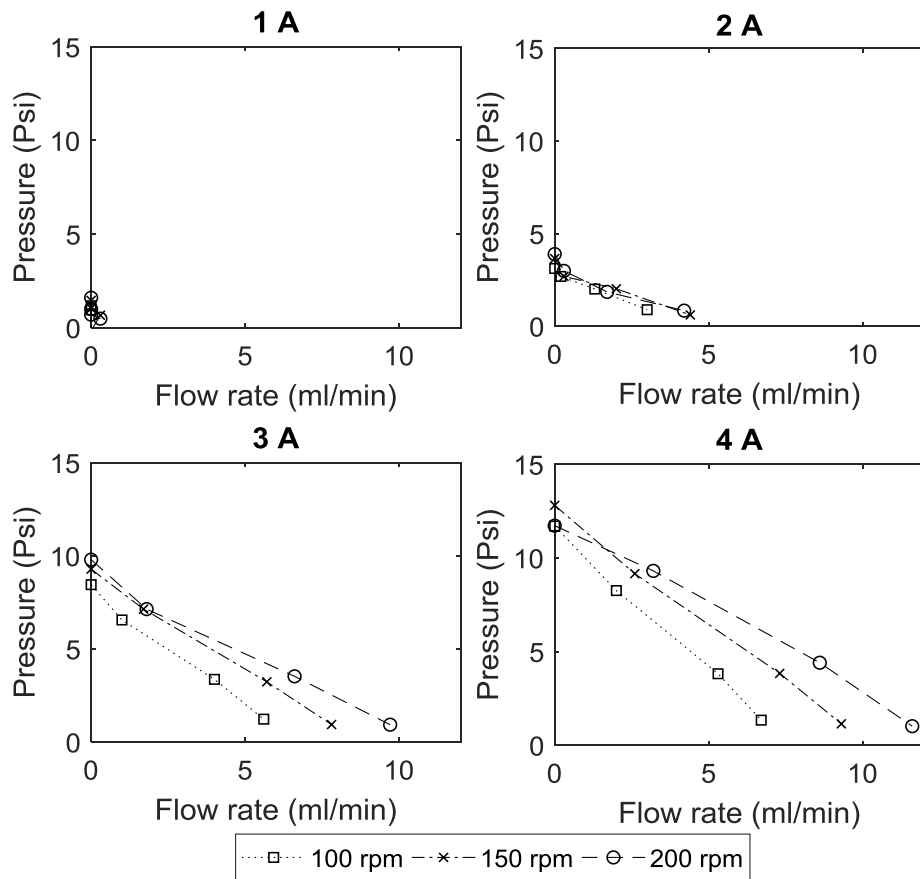 1 A
15
10
5
0
Pressure (Psi)
0 5 10
Flow rate (ml/min)
2 A
15
10
5
0
Pressure (Psi)
0 5 10
Flow rate (ml/min)
3 A
15
10
5
0
Pressure (Psi)
0 5 10
Flow rate (ml/min)
4 A
15
10
5
0
Pressure (Psi)
0 5 10
Flow rate (ml/min)
100 rpm 150 rpm 200 rpm